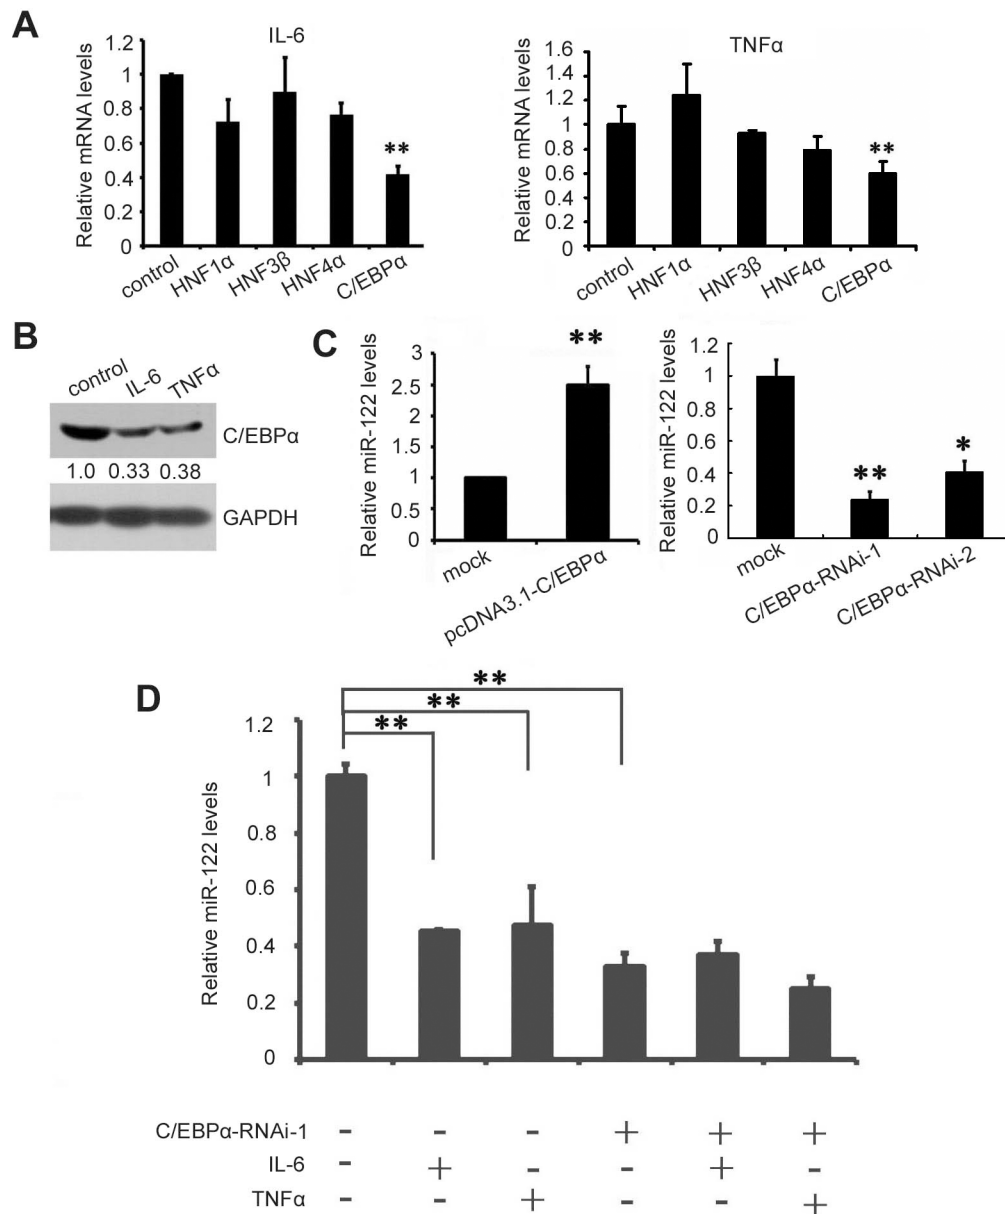 A
IL-6
Relative mRNA levels
1.2
1
0.8
0.6
0.4
0.2
0
**
control
HNF1α
HNF3β
HNF4α
C/EBPα
TNFα
Relative mRNA levels
1.6
1.4
1.2
1
0.8
0.6
0.4
0.2
0
**
control
HNF1α
HNF3β
HNF4α
C/EBPα
B
control IL-6 TNFα
C/EBPα
1.0 0.33 0.38
GAPDH
C
Relative miR-122 levels
3
2.5
2
1.5
1
0.5
0
**
mock
pcDNA3.1-C/EBPα
Relative miR-122 levels
1.2
1
0.8
0.6
0.4
0.2
0
**
*
mock
C/EBPα-RNAi-1
C/EBPα-RNAi-2
D
**
**
**
Relative miR-122 levels
1.2
1
0.8
0.6
0.4
0.2
0
C/EBPα-RNAi-1 - - - + + +
IL-6 - + - - + -
TNFα - - + - - +